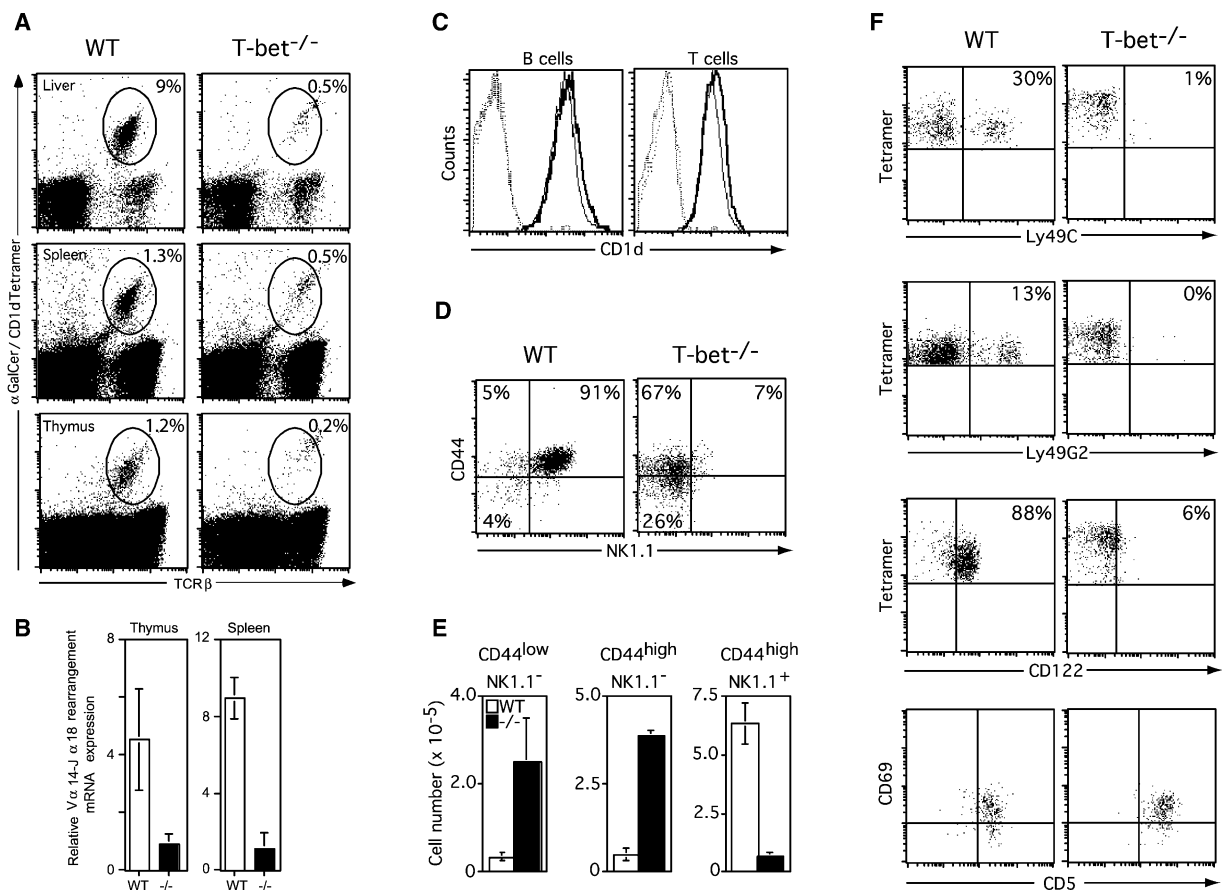 A
WT
T-bet-/-
Liver
9%
0.5%
Spleen
1.3%
0.5%
Thymus
1.2%
0.2%
α GalCer / CD1d Tetramer
TCRβ
B
Thymus
Spleen
Relative Vα 14-J α 18 rearrangement
mRNA expression
8
4
0
12
8
4
0
WT
-/-
WT
-/-
C
B cells
T cells
Counts
CD1d
D
WT
T-bet-/-
5%
91%
4%
67%
7%
26%
CD44
NK1.1
E
CD44low
NK1.1-
CD44high
NK1.1-
CD44high
NK1.1+
Cell number (x 10-5)
4.0
2.0
0
WT
-/-
5.0
2.5
0
7.5
5.0
2.5
0
F
WT
T-bet-/-
30%
1%
Tetramer
Ly49C
13%
0%
Tetramer
Ly49G2
88%
6%
Tetramer
CD122
CD69
CD5